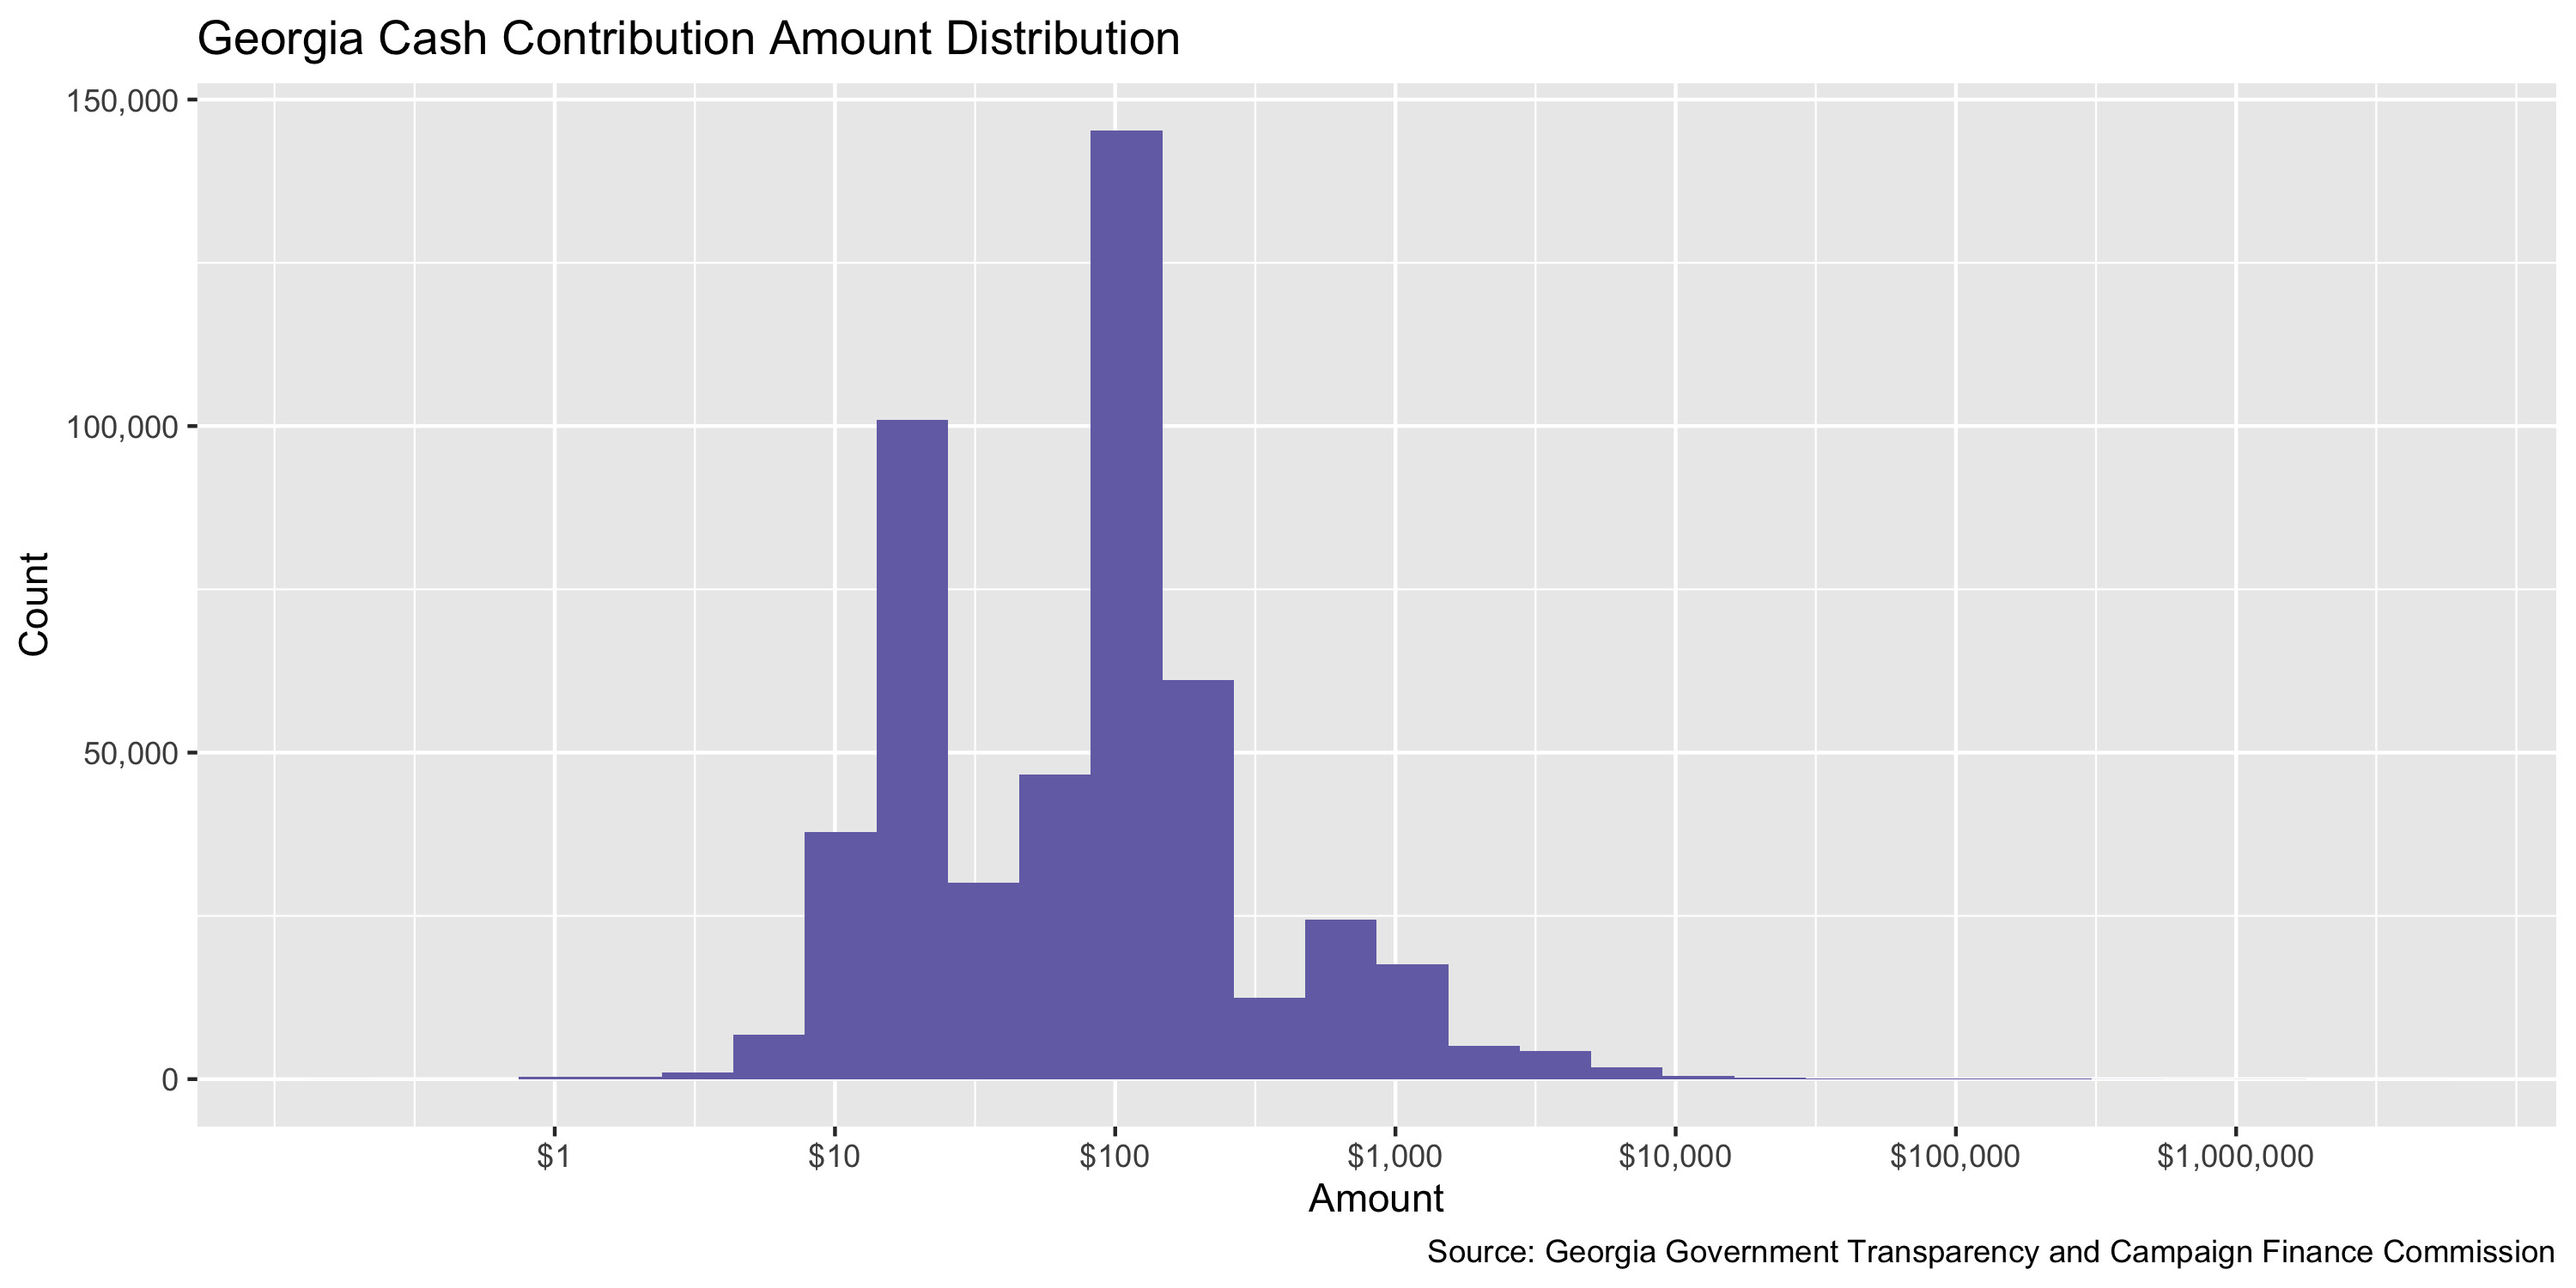 Georgia Cash Contribution Amount Distribution
150,000
100,000
50,000
0
Count
$1 $10 $100 $1,000 $10,000 $100,000 $1,000,000
Amount
Source: Georgia Government Transparency and Campaign Finance Commission